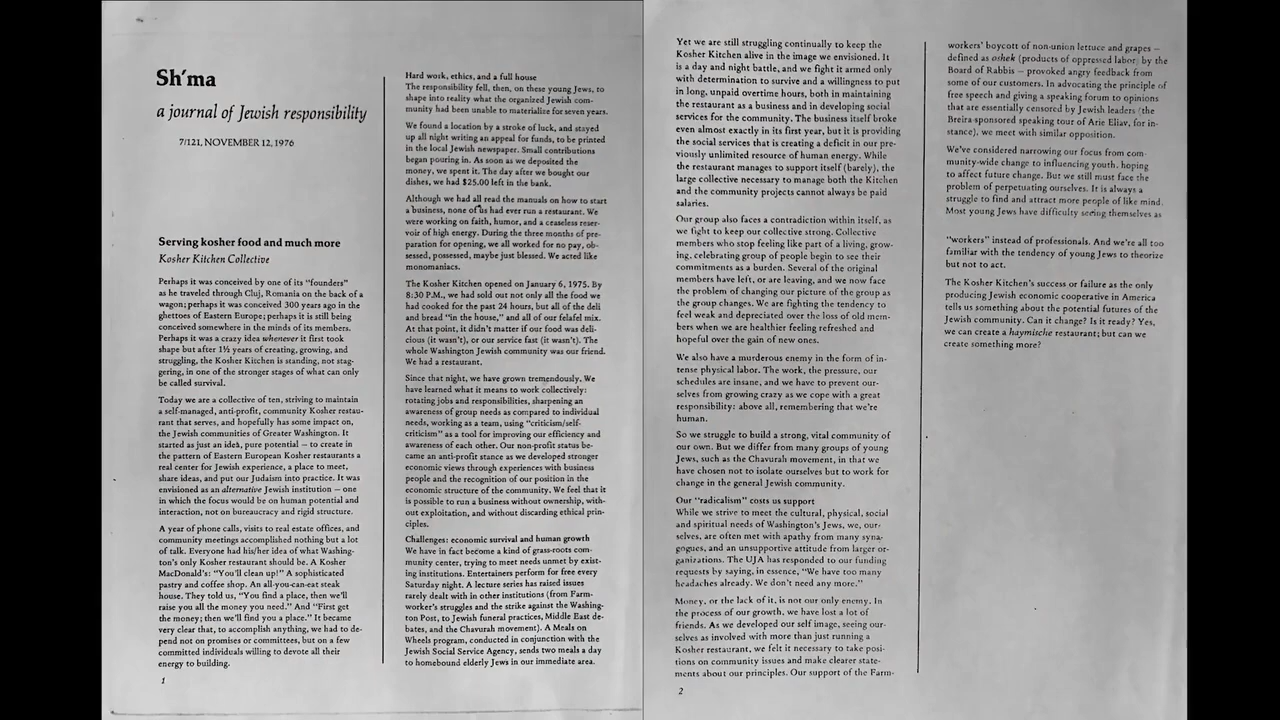 Sh'ma
a journal of Jewish responsibility
7/121, NOVEMBER 12, 1976
Serving kosher food and much more
Kosher Kitchen Collective
Perhaps it was conceived by one of its "founders"
as he traveled through Cluj, Romania on the back of a
wagon; perhaps it was conceived 300 years ago in the
ghettoes of Eastern Europe; perhaps it is still being
conceived somewhere in the minds of its members.
Perhaps it was a crazy idea whenever it first took
shape but after 1½ years of creating, growing, and
struggling, the Kosher Kitchen is standing, not stag-
gering, in one of the stronger stages of what can only
be called survival.
Today we are a collective of ten, striving to maintain
a self-managed, anti-profit, community Kosher restau-
rant that serves, and hopefully has some impact on,
the Jewish communities of Greater Washington. It
started as just an idea, pure potential — to create in
the pattern of Eastern European Kosher restaurants a
real center for Jewish experience, a place to meet,
share ideas, and put our Judaism into practice. It was
envisioned as an alternative Jewish institution — one
in which the focus would be on human potential and
interaction, not on bureaucracy and rigid structure.
A year of phone calls, visits to real estate offices, and
community meetings accomplished nothing but a lot
of talk. Everyone had his/her idea of what Washing-
ton's only Kosher restaurant should be. A Kosher
MacDonald's: "You'll clean up!" A sophisticated
pastry and coffee shop. An all-you-can-eat steak
house. They told us, "You find a place, then we'll
raise you all the money you need." And "First get
the money; then we'll find you a place." It became
very clear that, to accomplish anything, we had to de-
pend not on promises or committees, but on a few
committed individuals willing to devote all their
energy to building.
1
Hard work, ethics, and a full house
The responsibility fell, then, on these young Jews, to
shape into reality what the organized Jewish com-
munity had been unable to materialize for seven years.
We found a location by a stroke of luck, and stayed
up all night writing an appeal for funds, to be printed
in the local Jewish newspaper. Small contributions
began pouring in. As soon as we deposited the
money, we spent it. The day after we bought our
dishes, we had $25.00 left in the bank.
Although we had all read the manuals on how to start
a business, none of us had ever run a restaurant. We
were working on faith, humor, and a ceaseless reser-
voir of high energy. During the three months of pre-
paration for opening, we all worked for no pay, ob-
sessed, possessed, maybe just blessed. We acted like
monomaniacs.
The Kosher Kitchen opened on January 6, 1975. By
8:30 P.M., we had sold out not only all the food we
had cooked for the past 24 hours, but all of the deli
and bread "in the house," and all of our felafel mix.
At that point, it didn't matter if our food was deli-
cious (it wasn't), or our service fast (it wasn't). The
whole Washington Jewish community was our friend.
We had a restaurant.
Since that night, we have grown tremendously. We
have learned what it means to work collectively:
rotating jobs and responsibilities, sharpening an
awareness of group needs as compared to individual
needs, working as a team, using "criticism/self-
criticism" as a tool for improving our efficiency and
awareness of each other. Our non-profit status be-
came an anti-profit stance as we developed stronger
economic views through experiences with business
people and the recognition of our position in the
economic structure of the community. We feel that it
is possible to run a business without ownership, with-
out exploitation, and without discarding ethical prin-
ciples.
Challenges: economic survival and human growth
We have in fact become a kind of grass-roots com-
munity center, trying to meet needs unmet by exist-
ing institutions. Entertainers perform for free every
Saturday night. A lecture series has raised issues
rarely dealt with in other institutions (from Farm-
worker's struggles and the strike against the Washing-
ton Post, to Jewish funeral practices, Middle East de-
bates, and the Chavurah movement). A Meals on
Wheels program, conducted in conjunction with the
Jewish Social Service Agency, sends two meals a day
to homebound elderly Jews in our immediate area.
Yet we are still struggling continually to keep the
Kosher Kitchen alive in the image we envisioned. It
is a day and night battle, and we fight it armed only
with determination to survive and a willingness to put
in long, unpaid overtime hours, both in maintaining
the restaurant as a business and in developing social
services for the community. The business itself broke
even almost exactly in its first year, but it is providing
the social services that is creating a deficit in our pre-
viously unlimited resource of human energy. While
the restaurant manages to support itself (barely), the
large collective necessary to manage both the Kitchen
and the community projects cannot always be paid
salaries.
Our group also faces a contradiction within itself, as
we fight to keep our collective strong. Collective
members who stop feeling like part of a living, grow-
ing, celebrating group of people begin to see their
commitments as a burden. Several of the original
members have left, or are leaving, and we now face
the problem of changing our picture of the group as
the group changes. We are fighting the tendency to
feel weak and depreciated over the loss of old mem-
bers when we are healthier feeling refreshed and
hopeful over the gain of new ones.
We also have a murderous enemy in the form of in-
tense physical labor. The work, the pressure, our
schedules are insane, and we have to prevent our-
selves from growing crazy as we cope with a great
responsibility: above all, remembering that we're
human.
So we struggle to build a strong, vital community of
our own. But we differ from many groups of young
Jews, such as the Chavurah movement, in that we
have chosen not to isolate ourselves but to work for
change in the general Jewish community.
Our "radicalism" costs us support
While we strive to meet the cultural, physical, social
and spiritual needs of Washington's Jews, we, our-
selves, are often met with apathy from many syna-
gogues, and an unsupportive attitude from larger or-
ganizations. The UJA has responded to our funding
requests by saying, in essence, "We have too many
headaches already. We don't need any more."
Money, or the lack of it, is not our only enemy. In
the process of our growth, we have lost a lot of
friends. As we developed our self image, seeing our-
selves as involved with more than just running a
Kosher restaurant, we felt it necessary to take posi-
tions on community issues and make clearer state-
ments about our principles. Our support of the Farm-
2
workers' boycott of non-union lettuce and grapes —
defined as oshek (products of oppressed labor) by the
Board of Rabbis — provoked angry feedback from
some of our customers. In advocating the principle of
free speech and giving a speaking forum to opinions
that are essentially censored by Jewish leaders (the
Breira-sponsored speaking tour of Arie Eliav, for in-
stance), we meet with similar opposition.
We've considered narrowing our focus from com-
munity-wide change to influencing youth, hoping
to affect future change. But we still must face the
problem of perpetuating ourselves. It is always a
struggle to find and attract more people of like mind.
Most young Jews have difficulty seeing themselves as
"workers" instead of professionals. And we're all too
familiar with the tendency of young Jews to theorize
but not to act.
The Kosher Kitchen's success or failure as the only
producing Jewish economic cooperative in America
tells us something about the potential futures of the
Jewish community. Can it change? Is it ready? Yes,
we can create a haymische restaurant; but can we
create something more?